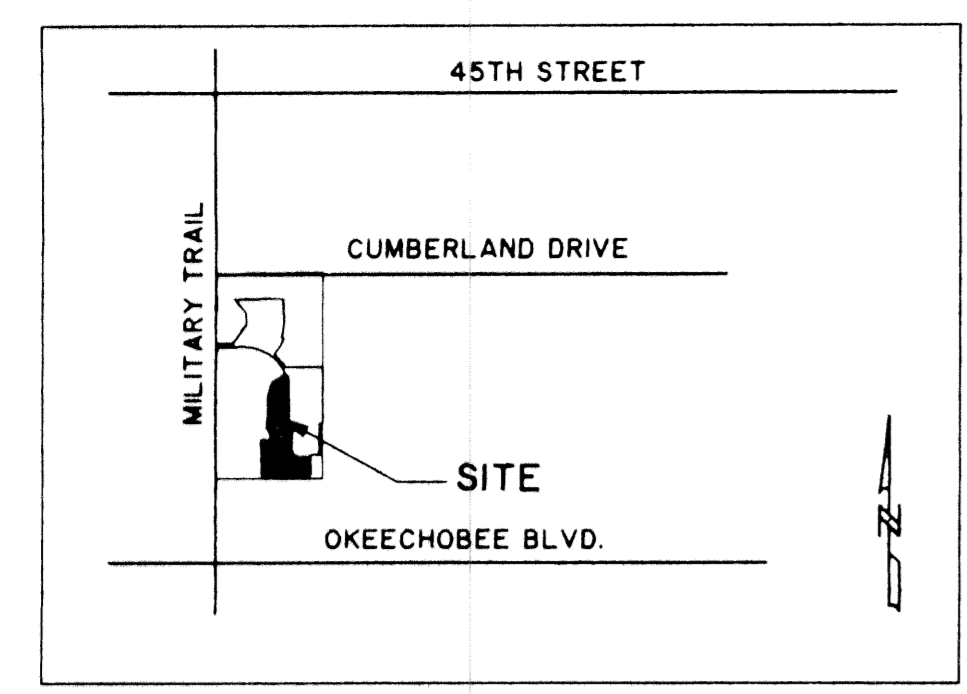 45TH STREET
CUMBERLAND DRIVE
MILITARY TRAIL
SITE
OKEECHOBEE BLVD.
N